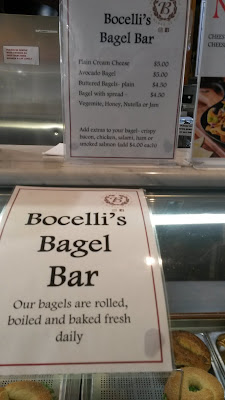 Bocelli's
Bagel Bar
Plain Cream Cheese $5.00
Avocado Bagel $5.00
Buttered Bagels- plain $4.50
Bagel with spread – $4.50
Vegemite, Honey, Nutella or Jam
Add extras to your bagel- crispy
bacon, chicken, salami, ham or
smoked salmon (add $4.00 each)
B
Bocelli's
Bagel
Bar
Our bagels are rolled,
boiled and baked fresh
daily